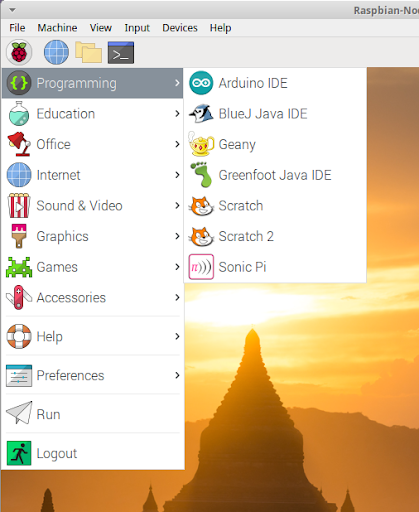 Raspbian-No
File Machine View Input Devices Help
Programming
Education
Office
Internet
Sound & Video
Graphics
Games
Accessories
Help
Preferences
Run
Logout
Arduino IDE
BlueJ Java IDE
Geany
Greenfoot Java IDE
Scratch
Scratch 2
Sonic Pi